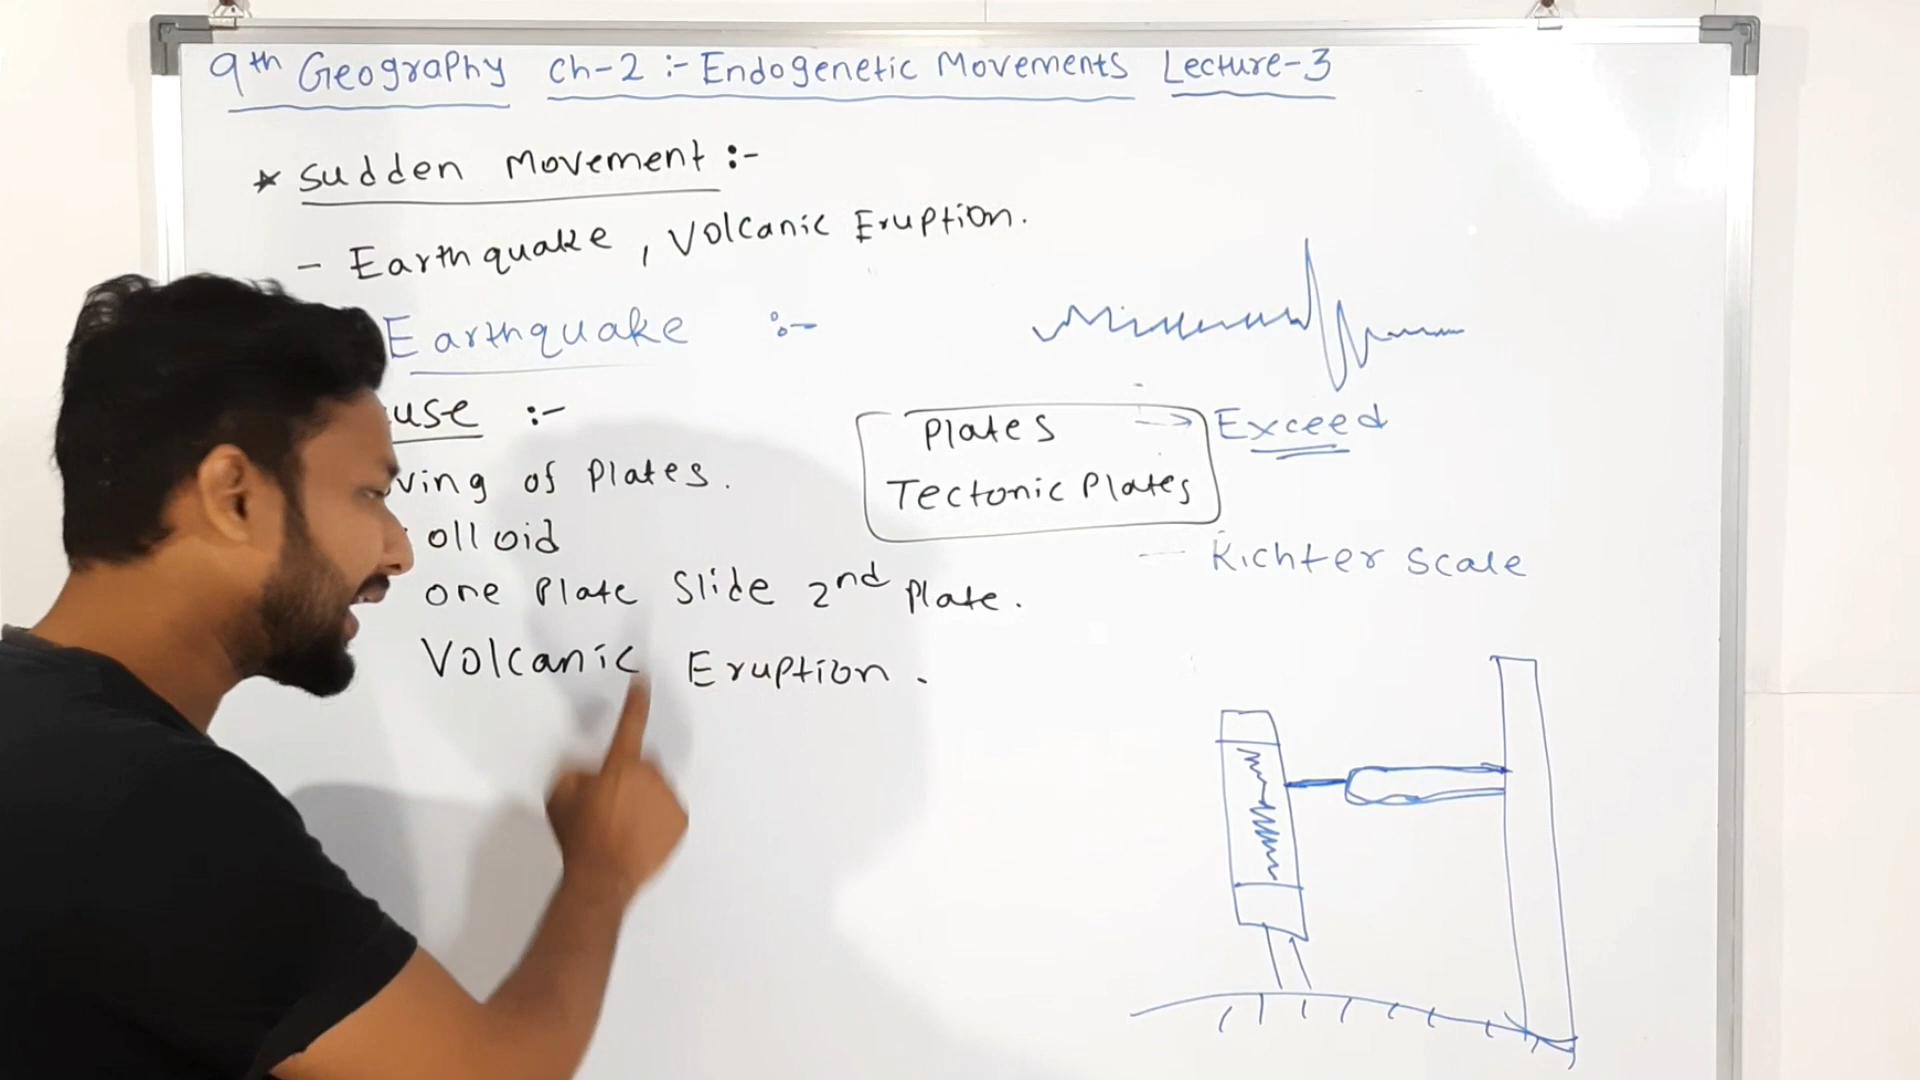 9th Geography ch-2 :- Endogenetic Movements Lecture-3
* Sudden Movement :-
- Earthquake, Volcanic Eruption.
Earthquake :-
use :-
Plates → Exceed
Tectonic Plates
ving of Plates.
olloid
Richter scale
one Plate Slide 2nd Plate.
Volcanic Eruption.